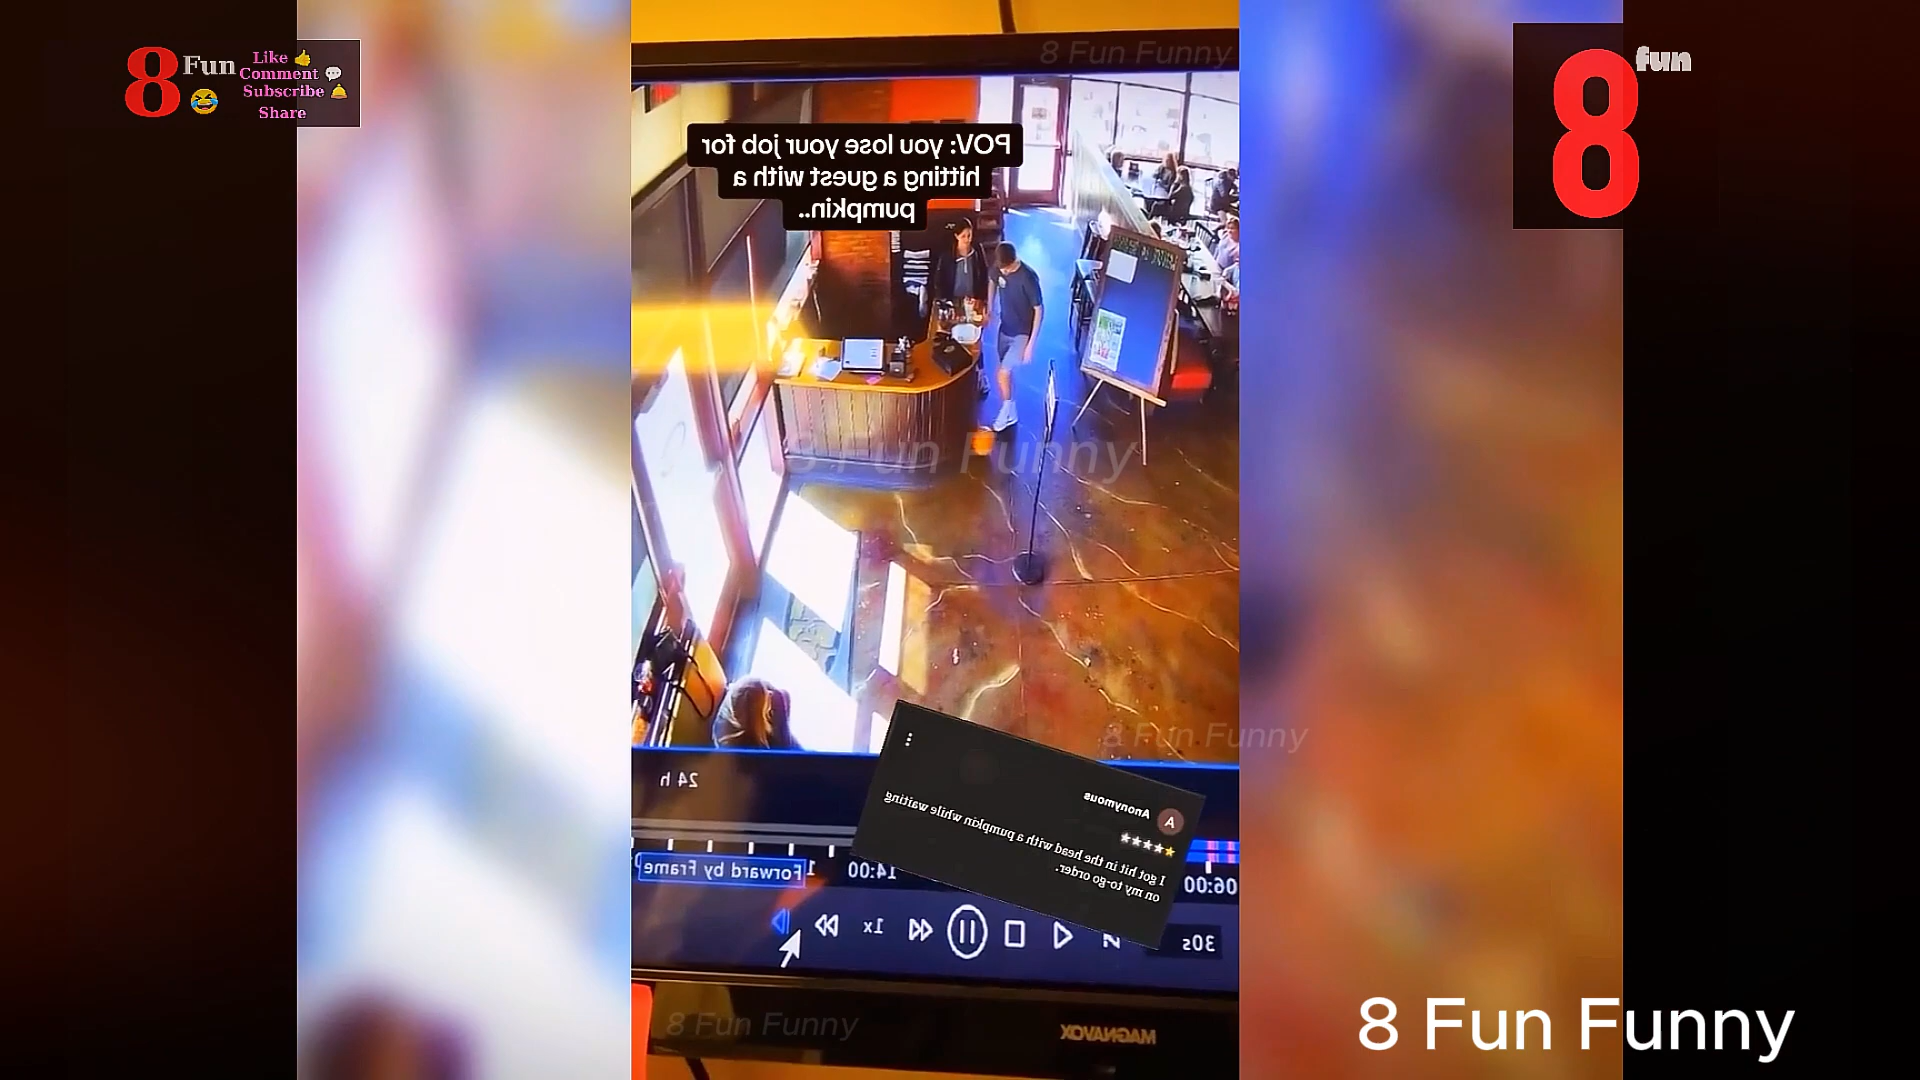 8 Fun Funny
8
Fun
Like 👍
Comment 💬
Subscribe 🔔
Share
😂
8
fun
POV: you lose your job for
hitting a guest with a
pumpkin..
8 Fun Funny
8 Fun Funny
24 h
Anonymous
A
I got hit in the head with a pumpkin while waiting
on my to-go order.
Forward by Frame
14:00
06:00
1x
30s
8 Fun Funny
MAGNAVOX
8 Fun Funny